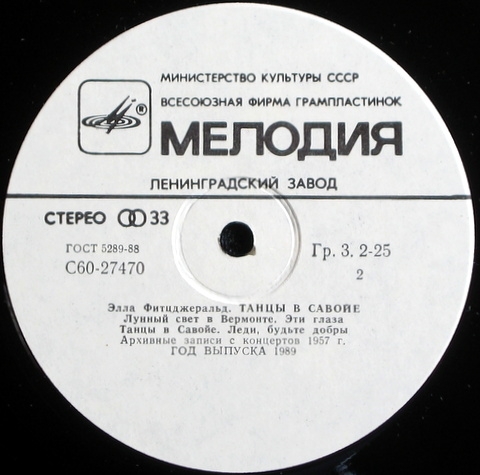 МИНИСТЕРСТВО КУЛЬТУРЫ СССР
ВСЕСОЮЗНАЯ ФИРМА ГРАМПЛАСТИНОК
®
МЕЛОДИЯ
ЛЕНИНГРАДСКИЙ ЗАВОД
СТЕРЕО 33
ГОСТ 5289-88
Гр. 3. 2-25
С60-27470
2
Элла Фитцджеральд. ТАНЦЫ В САВОЙЕ
Лунный свет в Вермонте. Эти глаза
Танцы в Савойе. Леди, будьте добры
Архивные записи с концертов 1957 г.
ГОД ВЫПУСКА 1989